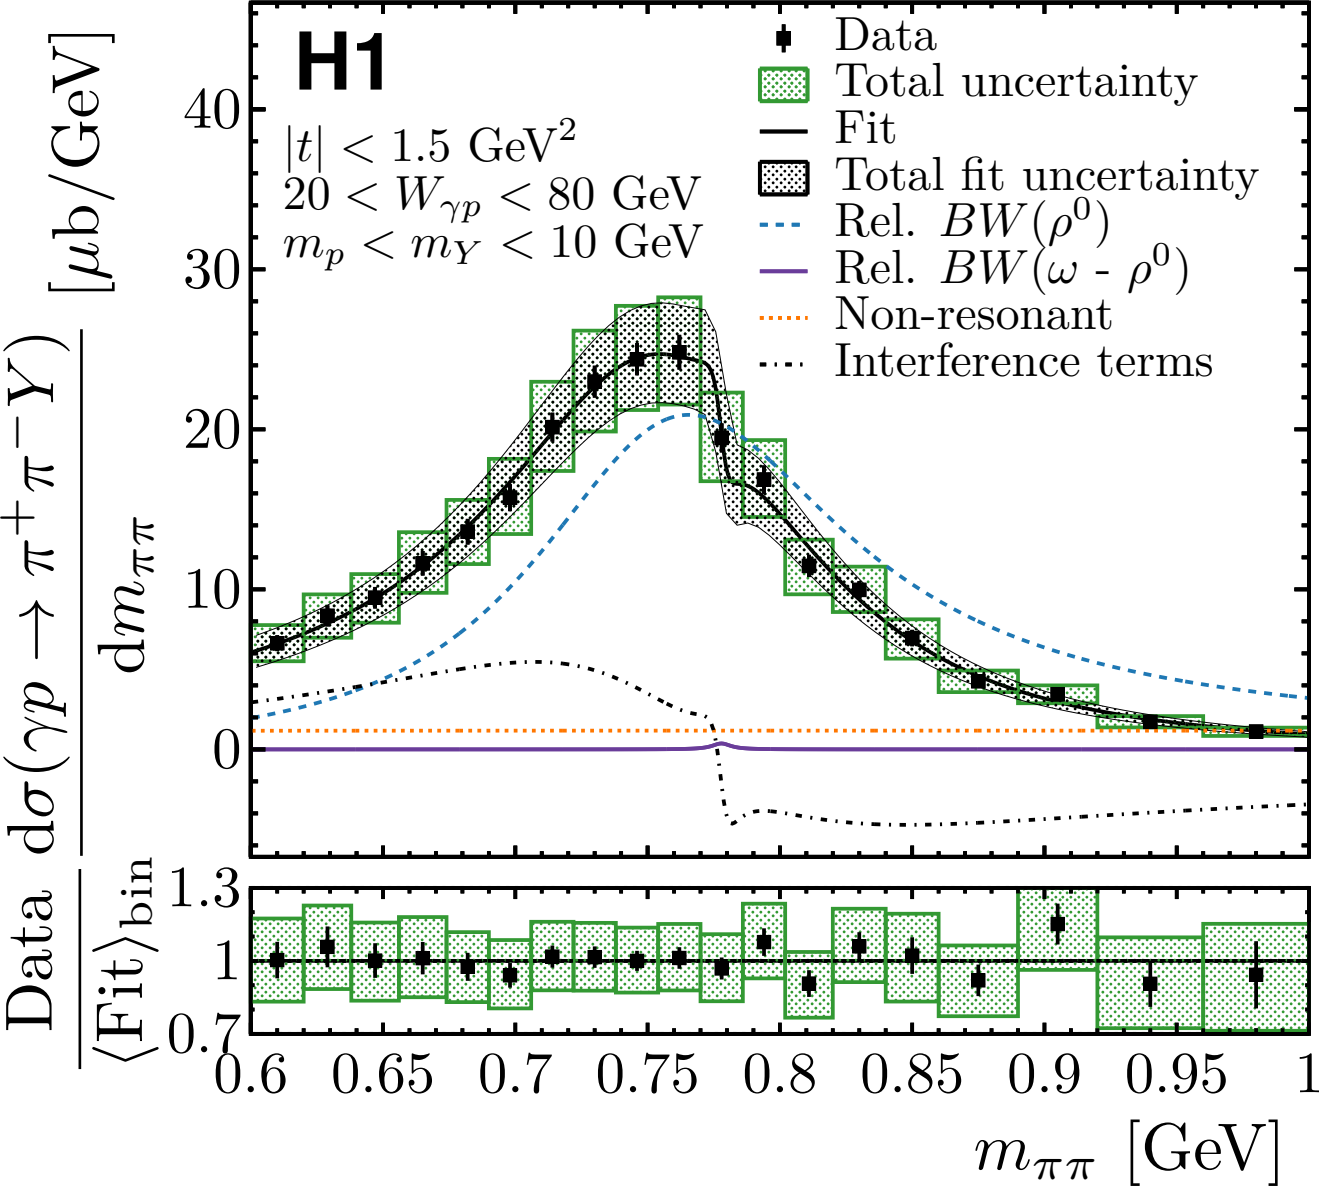 H1
|t| < 1.5 GeV²
20 < W_γp < 80 GeV
m_p < m_Y < 10 GeV
Data
Total uncertainty
Fit
Total fit uncertainty
Rel. BW(ρ⁰)
Rel. BW(ω - ρ⁰)
Non-resonant
Interference terms
dσ(γp → π⁺π⁻Y)
dm_ππ
[μb/GeV]
40
30
20
10
0
Data
⟨Fit⟩_bin
1.3
1
0.7
0.6 0.65 0.7 0.75 0.8 0.85 0.9 0.95 1
m_ππ [GeV]